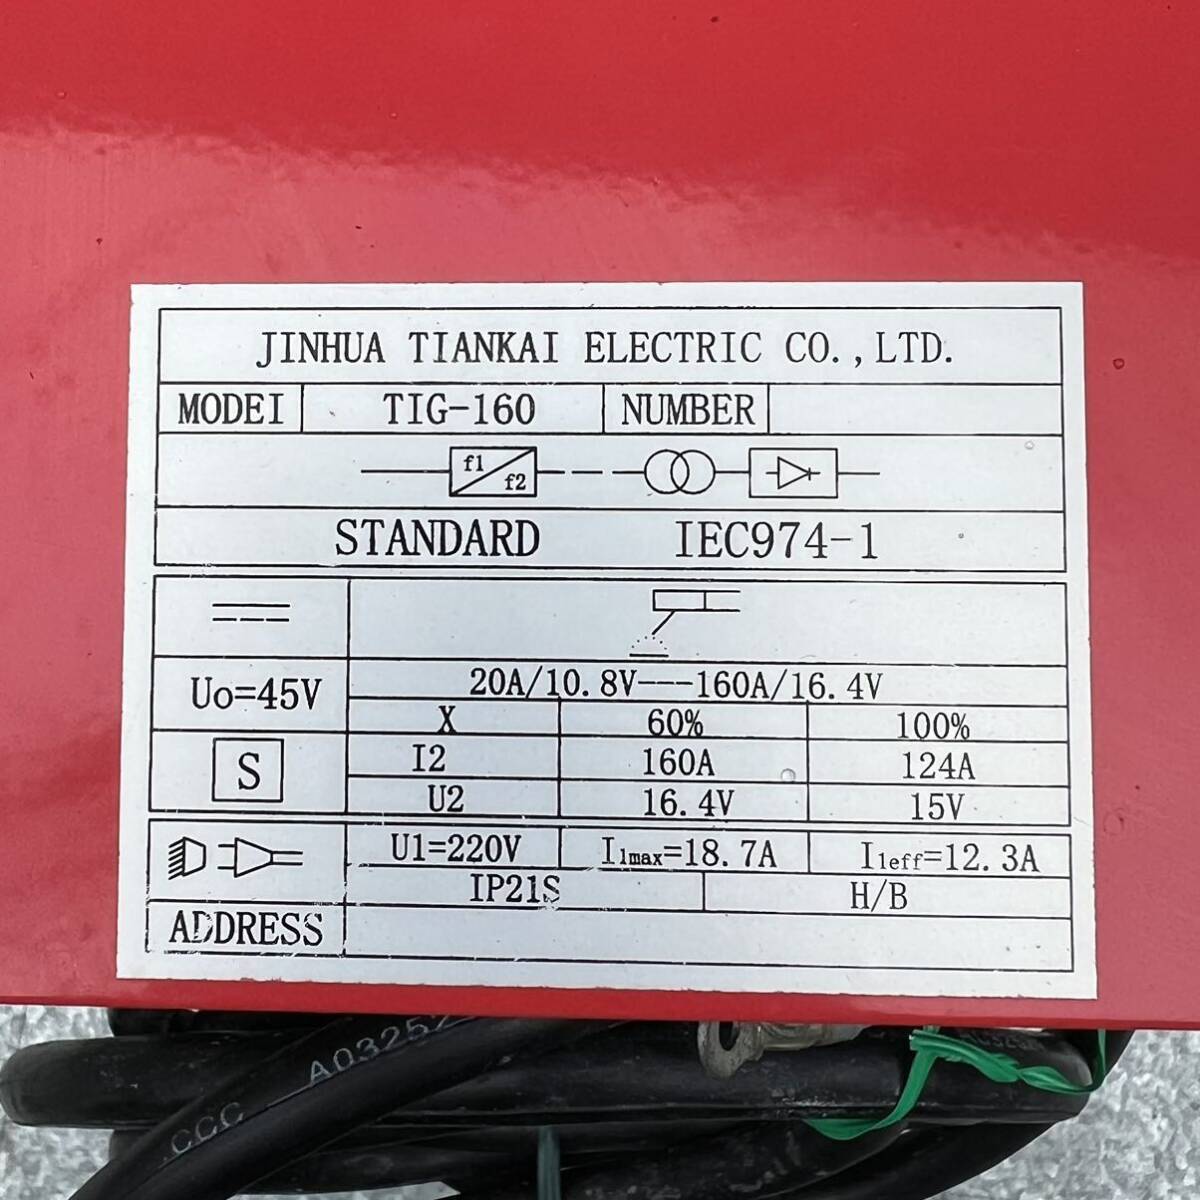 JINHUA TIANKAI ELECTRIC CO.,LTD.
MODEI TIG-160 NUMBER
f1
f2
STANDARD IEC974-1
Uo=45V 20A/10.8V---160A/16.4V
X 60% 100%
S I2 160A 124A
U2 16.4V 15V
U1=220V I1max=18.7A I1eff=12.3A
IP21S H/B
ADDRESS
CCC A03252